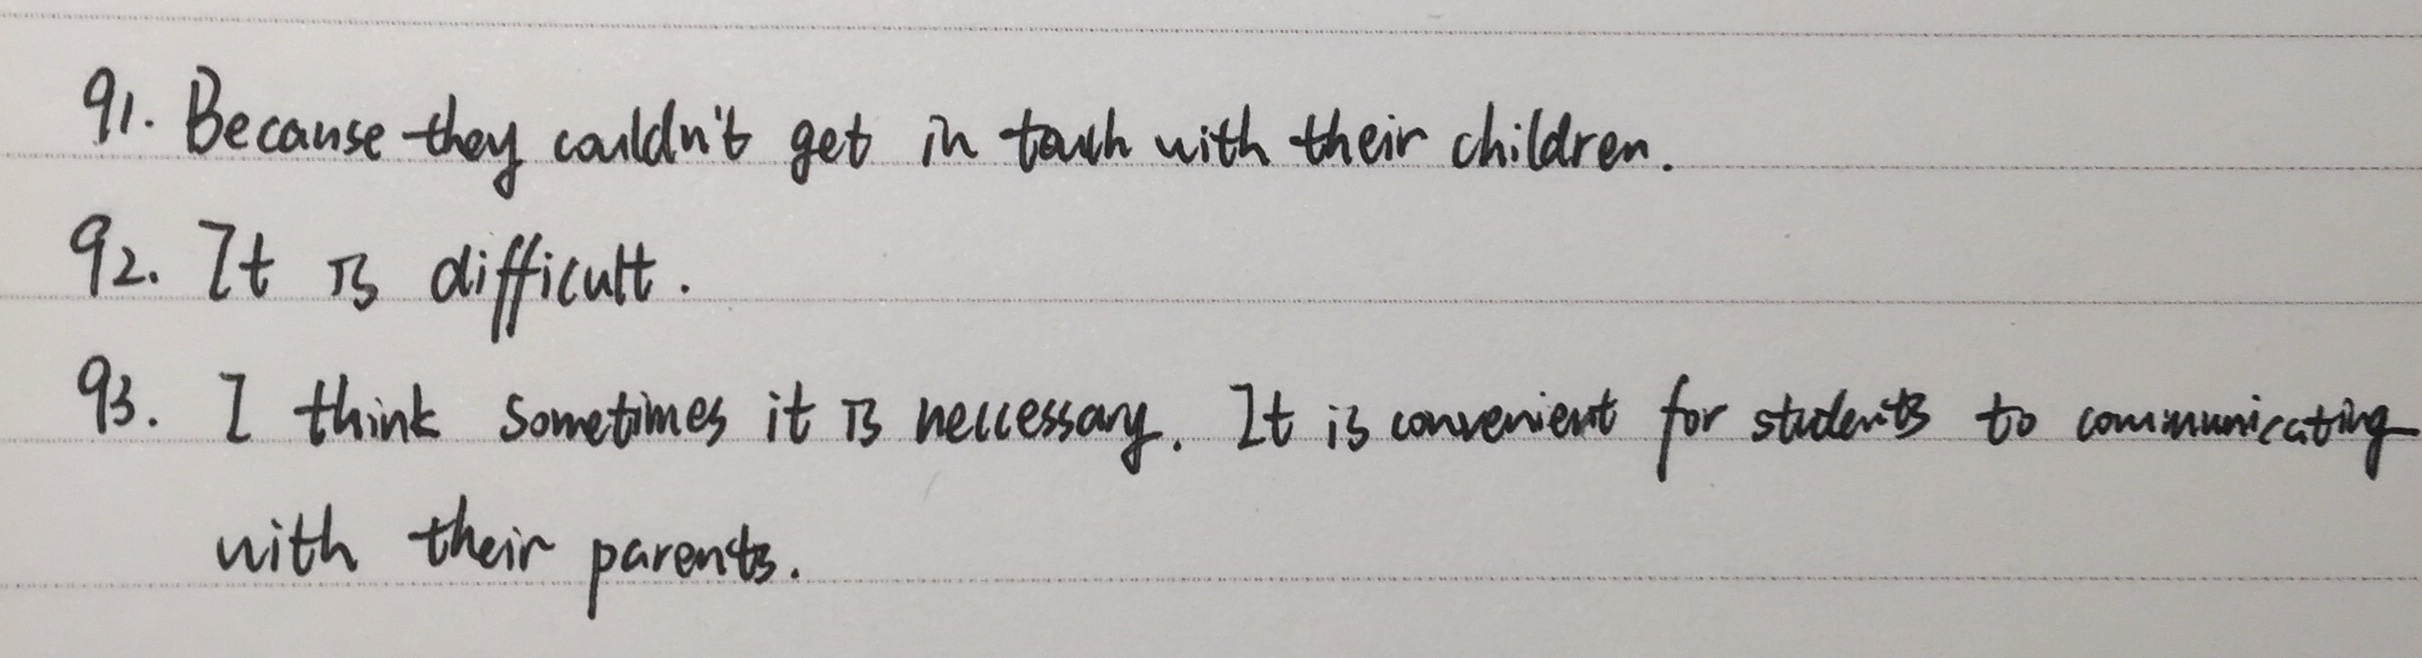 91. Because they couldn't get in touch with their children.
92. It is difficult.
93. I think sometimes it is neccessary. It is convenient for students to communicating
with their parents.